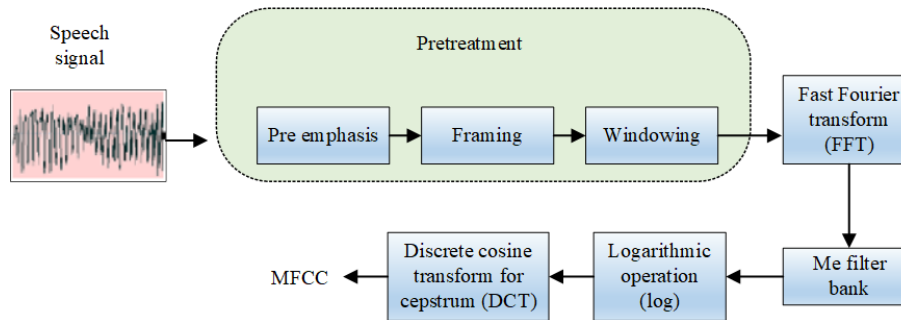 Speech
signal
Pretreatment
Pre emphasis
Framing
Windowing
Fast Fourier
transform
(FFT)
Me filter
bank
Logarithmic
operation
(log)
Discrete cosine
transform for
cepstrum (DCT)
MFCC